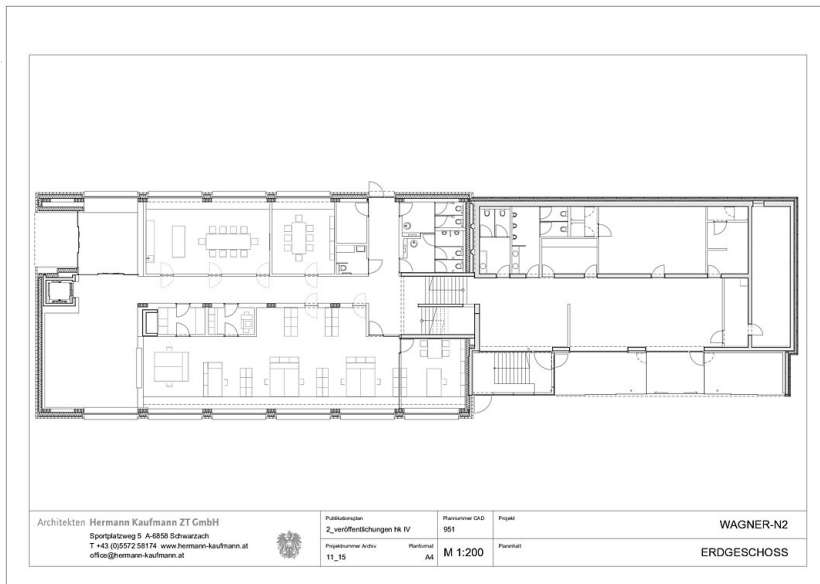 Architekten Hermann Kaufmann ZT GmbH
Sportplatzweg 5 A-6858 Schwarzach
T +43 (0)5572 58174 www.hermann-kaufmann.at
office@hermann-kaufmann.at
Publikationsplan
2_veröffentlichungen hk IV
Projektnummer Archiv Planformat
11_15 A4
Plannummer CAD
951
M 1:200
Projekt
WAGNER-N2
Planinhalt
ERDGESCHOSS